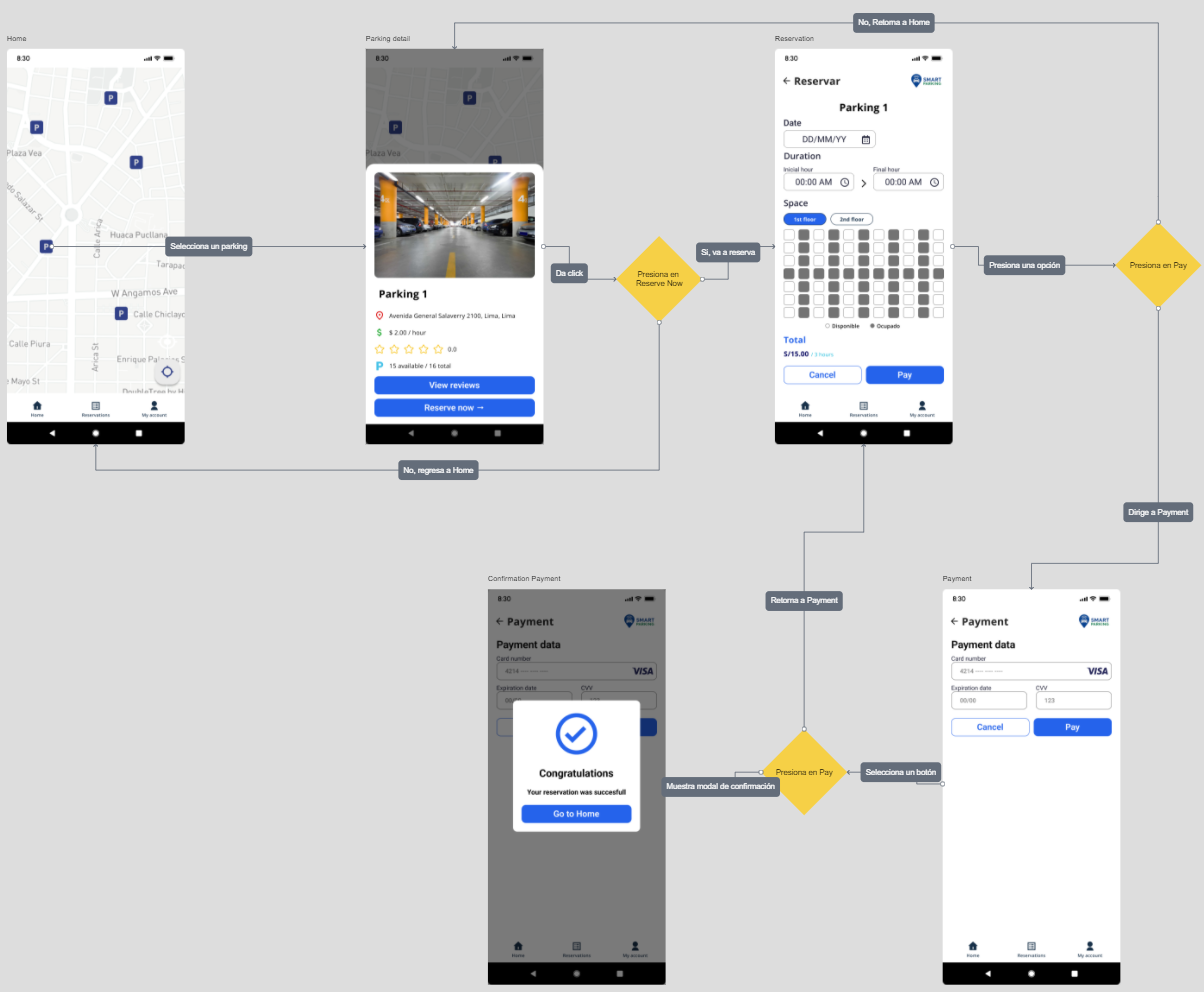 No, Retorna a Home
Home
8:30
Plaza Vea
Huaca Pucllana
Calle Arica
W Angamos Ave
Calle Chiclayo
Calle Piura
Arica St
Enrique Palacios S
Mayo St
DoubleTree by H
Home
Reservations
My account
Selecciona un parking
Parking detail
8:30
Plaza Vea
Parking 1
Avenida General Salaverry 2100, Lima, Lima
$ $ 2.00 / hour
0.0
P 15 available / 16 total
View reviews
Reserve now →
Da click
Presiona en
Reserve Now
Si, va a reserva
No, regresa a Home
Reservation
8:30
← Reservar
SMART
PARKING
Parking 1
Date
DD/MM/YY
Duration
Inicial hour
Final hour
00:00 AM
>
00:00 AM
Space
1st floor
2nd floor
Disponible
Ocupado
Total
S/15.00 / 3 hours
Cancel
Pay
Home
Reservations
My account
Presiona una opción
Presiona en Pay
Dirige a Payment
Retorna a Payment
Confirmation Payment
8:30
← Payment
SMART
PARKING
Payment data
Card number
4214
VISA
Expiration date
CVV
Congratulations
Your reservation was succesfull
Go to Home
Home
Reservations
My account
Muestra modal de confirmación
Presiona en Pay
Selecciona un botón
Payment
8:30
← Payment
SMART
PARKING
Payment data
Card number
4214 ---- ---- ----
VISA
Expiration date
CVV
00/00
123
Cancel
Pay
Home
Reservations
My account